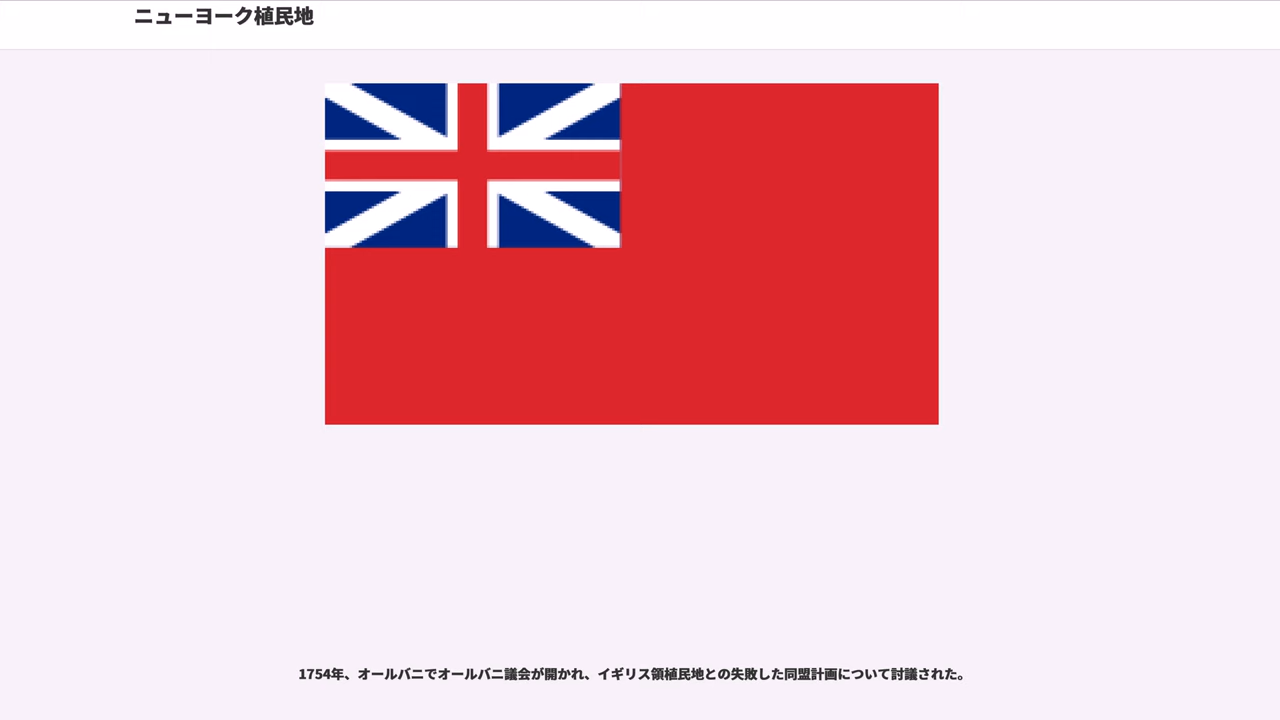 ニューヨーク植民地
1754年、オールバニでオールバニ議会が開かれ、イギリス領植民地との失敗した同盟計画について討議された。